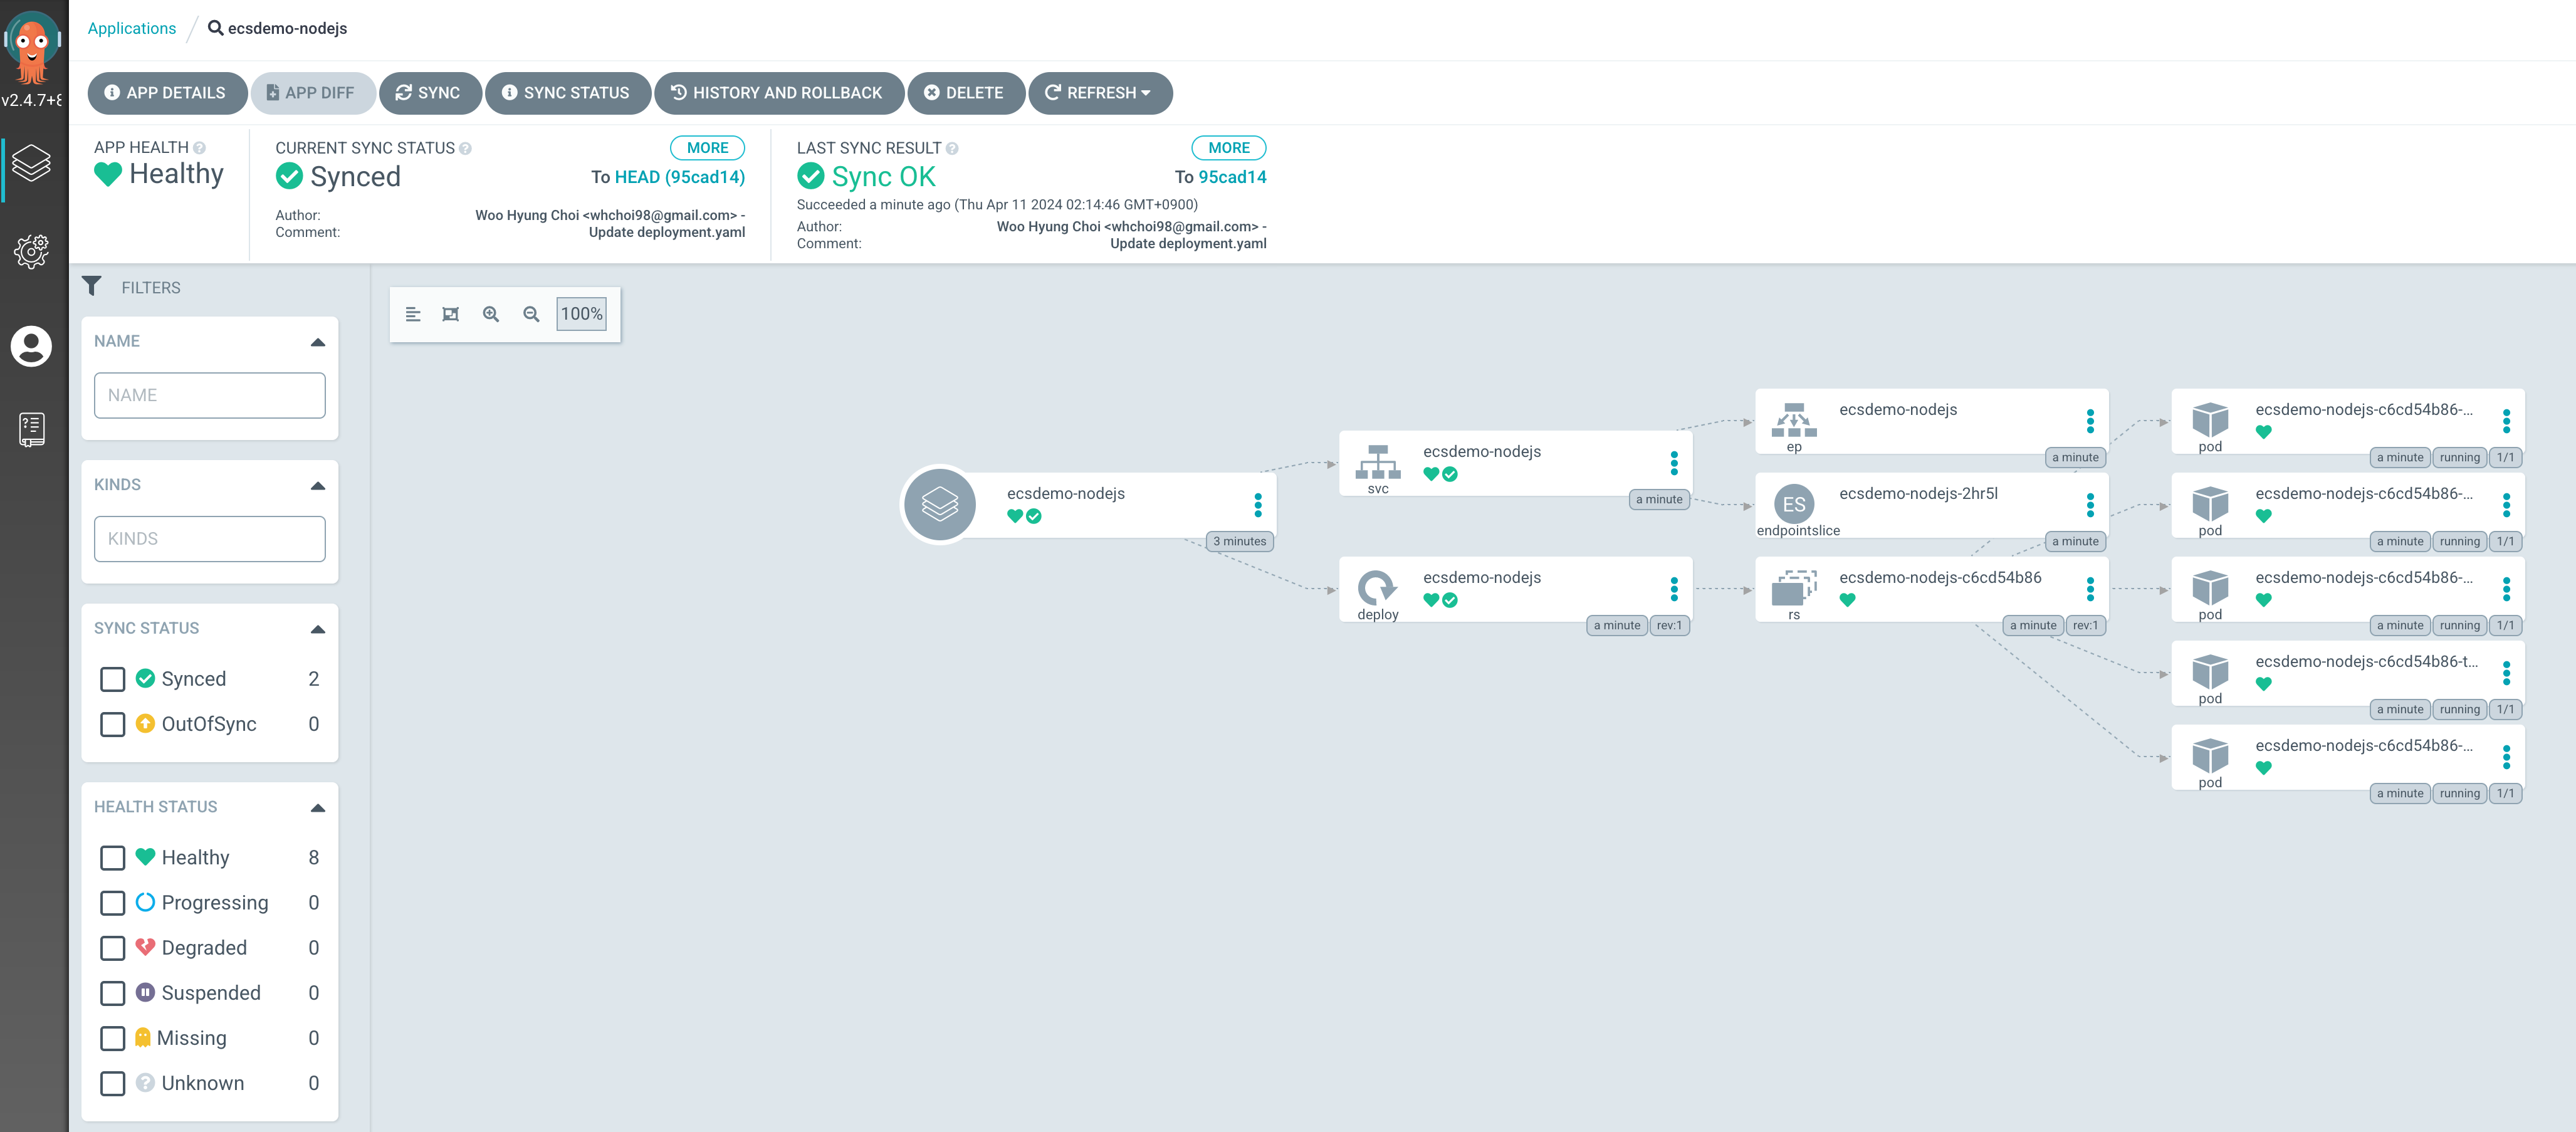 Applications / ecsdemo-nodejs
v2.4.7+8
APP DETAILS APP DIFF SYNC SYNC STATUS HISTORY AND ROLLBACK DELETE REFRESH
APP HEALTH
Healthy
CURRENT SYNC STATUS MORE
Synced To HEAD (95cad14)
Author: Woo Hyung Choi <whchoi98@gmail.com> -
Comment: Update deployment.yaml
LAST SYNC RESULT MORE
Sync OK To 95cad14
Succeeded a minute ago (Thu Apr 11 2024 02:14:46 GMT+0900)
Author: Woo Hyung Choi <whchoi98@gmail.com> -
Comment: Update deployment.yaml
FILTERS
NAME
NAME
KINDS
KINDS
SYNC STATUS
Synced 2
OutOfSync 0
HEALTH STATUS
Healthy 8
Progressing 0
Degraded 0
Suspended 0
Missing 0
Unknown 0
100%
ecsdemo-nodejs
3 minutes
ecsdemo-nodejs
svc
a minute
ecsdemo-nodejs
deploy
a minute rev:1
ecsdemo-nodejs
ep
a minute
ES
ecsdemo-nodejs-2hr5l
endpointslice
a minute
ecsdemo-nodejs-c6cd54b86
rs
a minute rev:1
ecsdemo-nodejs-c6cd54b86-...
pod
a minute running 1/1
ecsdemo-nodejs-c6cd54b86-...
pod
a minute running 1/1
ecsdemo-nodejs-c6cd54b86-...
pod
a minute running 1/1
ecsdemo-nodejs-c6cd54b86-t...
pod
a minute running 1/1
ecsdemo-nodejs-c6cd54b86-...
pod
a minute running 1/1